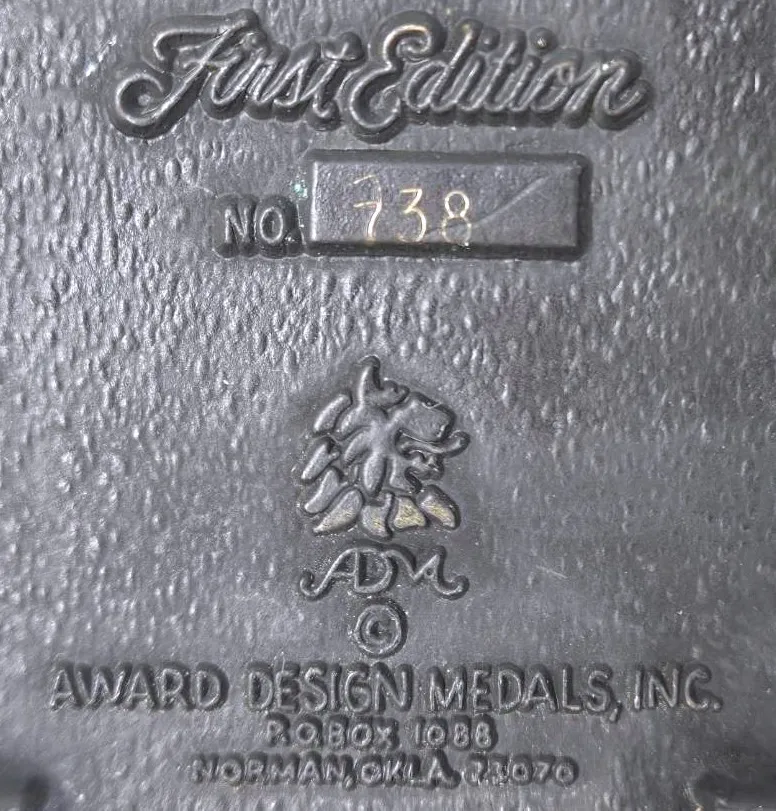 First Edition
NO. 738
ADM
©
AWARD DESIGN MEDALS, INC.
P.O. BOX 1088
NORMAN, OKLA. 73070